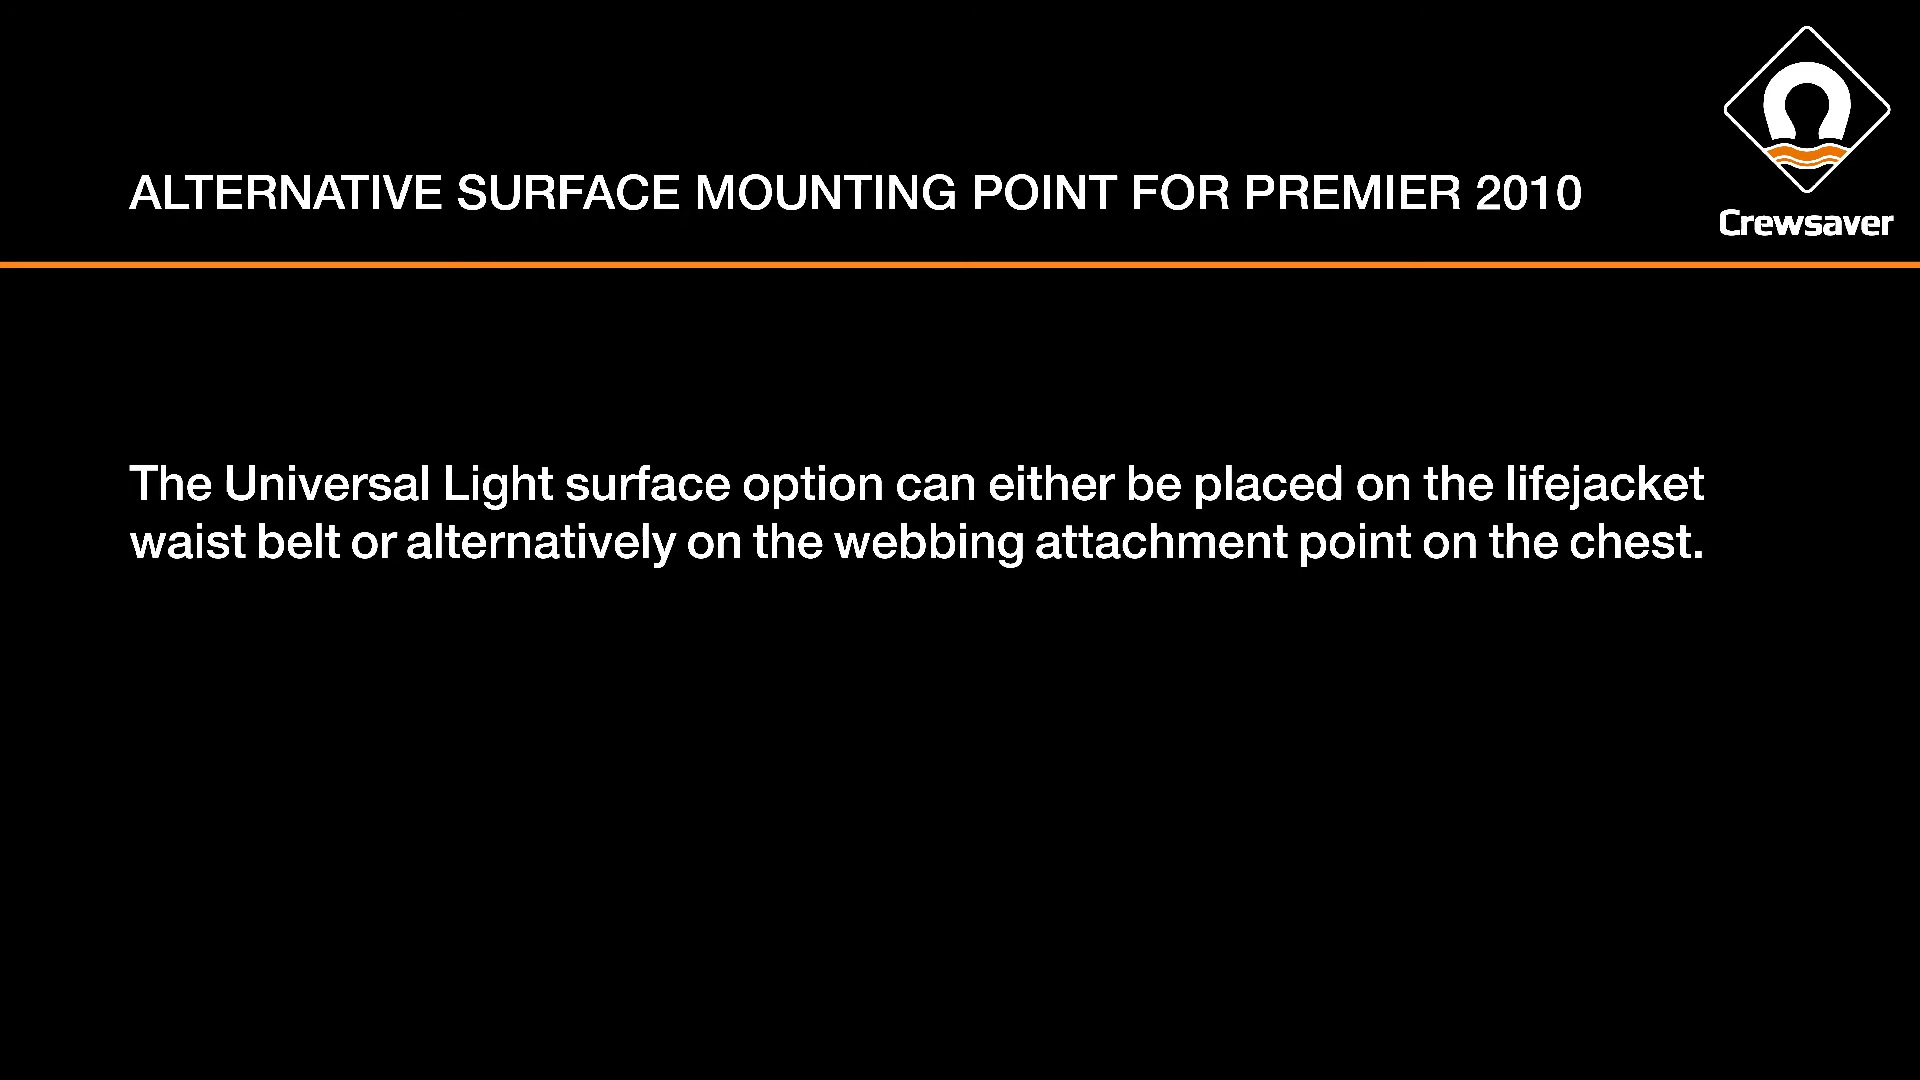 ALTERNATIVE SURFACE MOUNTING POINT FOR PREMIER 2010
Crewsaver
The Universal Light surface option can either be placed on the lifejacket
waist belt or alternatively on the webbing attachment point on the chest.